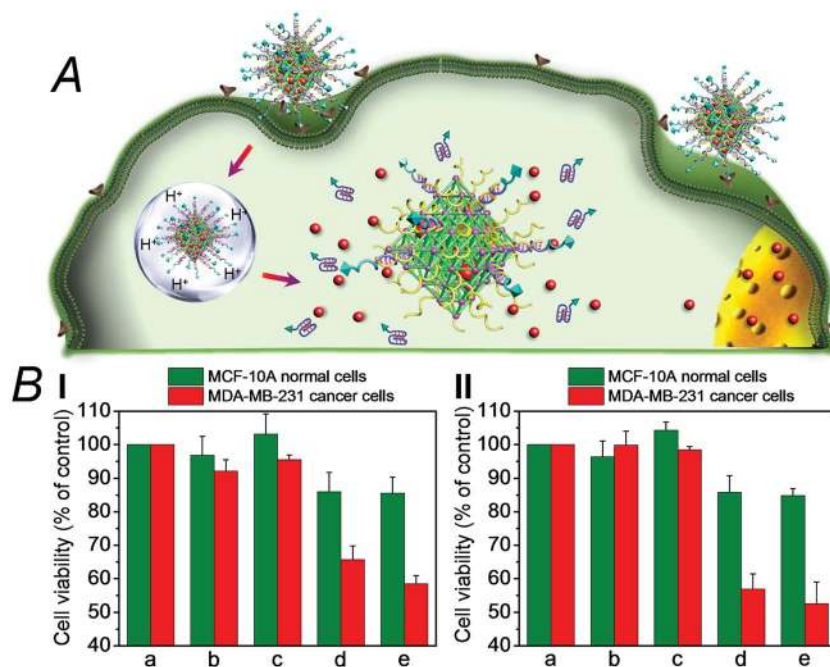 A
H+
H+
H+
H+
H+
H+
B I
MCF-10A normal cells
MDA-MB-231 cancer cells
Cell viability (% of control)
110
100
90
80
70
60
50
40
a b c d e
II
MCF-10A normal cells
MDA-MB-231 cancer cells
Cell viability (% of control)
110
100
90
80
70
60
50
40
a b c d e